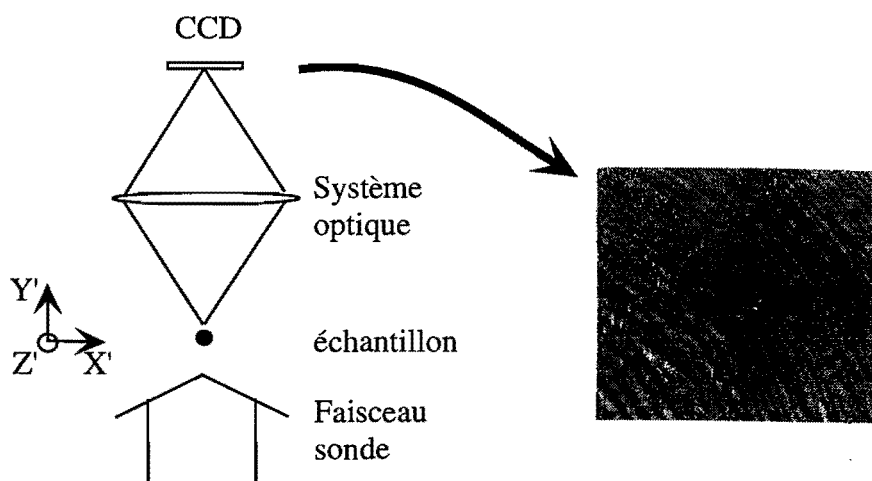 CCD
Système
optique
Y'
Z'
X'
échantillon
Faisceau
sonde